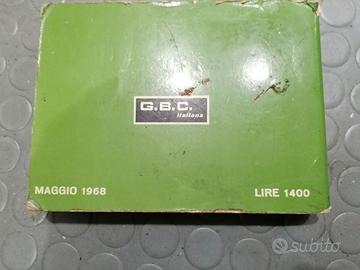 G.B.C.
italiana
MAGGIO 1968
LIRE 1400
subito